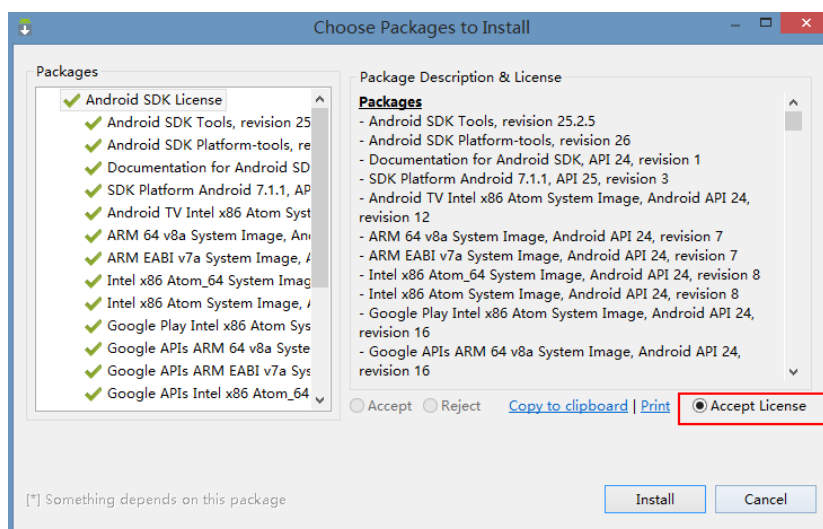 Choose Packages to Install
Packages
Android SDK License
Android SDK Tools, revision 25
Android SDK Platform-tools, re
Documentation for Android SD
SDK Platform Android 7.1.1, AP
Android TV Intel x86 Atom Syst
ARM 64 v8a System Image, An
ARM EABI v7a System Image, A
Intel x86 Atom_64 System Imag
Intel x86 Atom System Image, A
Google Play Intel x86 Atom Sys
Google APIs ARM 64 v8a Syste
Google APIs ARM EABI v7a Sys
Google APIs Intel x86 Atom_64
Package Description & License
Packages
- Android SDK Tools, revision 25.2.5
- Android SDK Platform-tools, revision 26
- Documentation for Android SDK, API 24, revision 1
- SDK Platform Android 7.1.1, API 25, revision 3
- Android TV Intel x86 Atom System Image, Android API 24,
revision 12
- ARM 64 v8a System Image, Android API 24, revision 7
- ARM EABI v7a System Image, Android API 24, revision 7
- Intel x86 Atom_64 System Image, Android API 24, revision 8
- Intel x86 Atom System Image, Android API 24, revision 8
- Google Play Intel x86 Atom System Image, Android API 24,
revision 16
- Google APIs ARM 64 v8a System Image, Android API 24,
revision 16
Accept Reject Copy to clipboard | Print Accept License
[*] Something depends on this package
Install Cancel